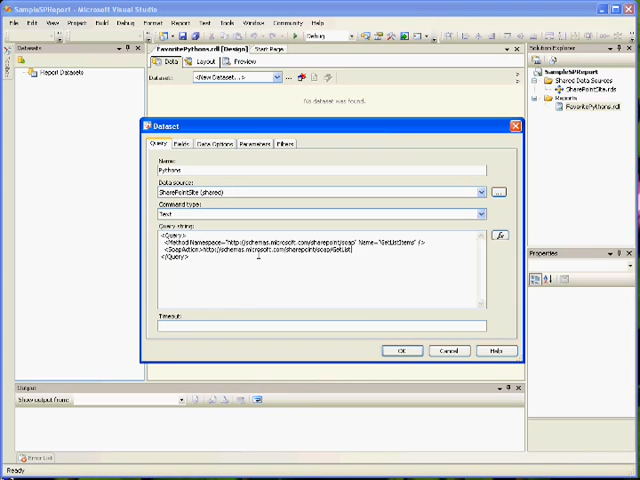 SampleSPReport - Microsoft Visual Studio
File Edit View Project Build Debug Format Report Test Tools Window Community Help
Debug
Datasets
Report Datasets
FavoritePythons.rdl [Design] Start Page
Data Layout Preview
Dataset: <New Dataset...>
No dataset was found.
Solution Explorer
SampleSPReport
Shared Data Sources
SharePointSite.rds
Reports
FavoritePythons.rdl
Dataset
Query Fields Data Options Parameters Filters
Name:
Pythons
Data source:
SharePointSite (shared)
...
Command type:
Text
Query string:
<Query>
<Method Namespace="http://schemas.microsoft.com/sharepoint/soap" Name="GetListItems" />
<SoapAction>http://schemas.microsoft.com/sharepoint/soap/GetList
</Query>
fx
Timeout:
OK Cancel Help
Properties
Output
Show output from:
Error List
Ready